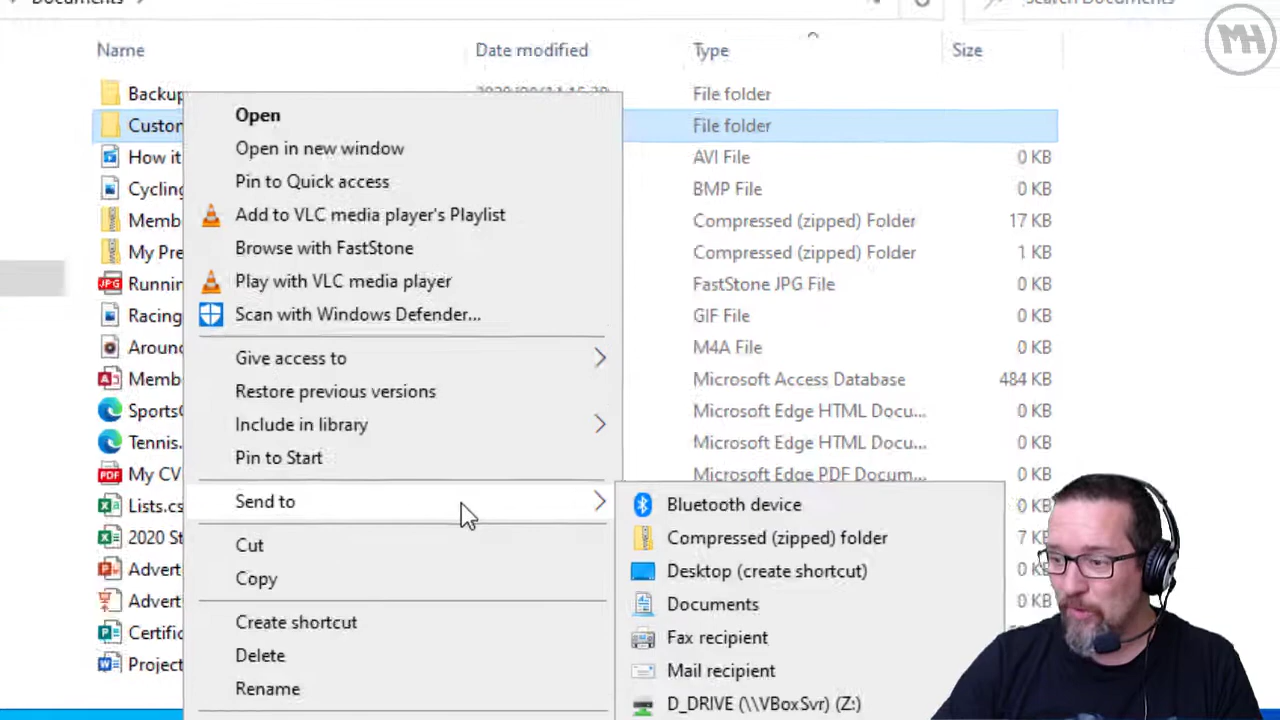 Documents
Search Documents
MH
Name Date modified Type Size
Backup File folder
Custom File folder
How it AVI File 0 KB
Cycling BMP File 0 KB
Memb Compressed (zipped) Folder 17 KB
My Pre Compressed (zipped) Folder 1 KB
JPG Running FastStone JPG File 0 KB
Racing GIF File 0 KB
Aroun M4A File 0 KB
Memb Microsoft Access Database 484 KB
Sports Microsoft Edge HTML Docu... 0 KB
Tennis. Microsoft Edge HTML Docu... 0 KB
PDF My CV Microsoft Edge PDF Docum... 0 KB
Lists.cs 0 KB
2020 St 7 KB
Advert 0 KB
Advert 0 KB
Certific
Project
Open
Open in new window
Pin to Quick access
Add to VLC media player's Playlist
Browse with FastStone
Play with VLC media player
Scan with Windows Defender...
Give access to
Restore previous versions
Include in library
Pin to Start
Send to
Cut
Copy
Create shortcut
Delete
Rename
Bluetooth device
Compressed (zipped) folder
Desktop (create shortcut)
Documents
Fax recipient
Mail recipient
D_DRIVE (\\VBoxSvr) (Z:)